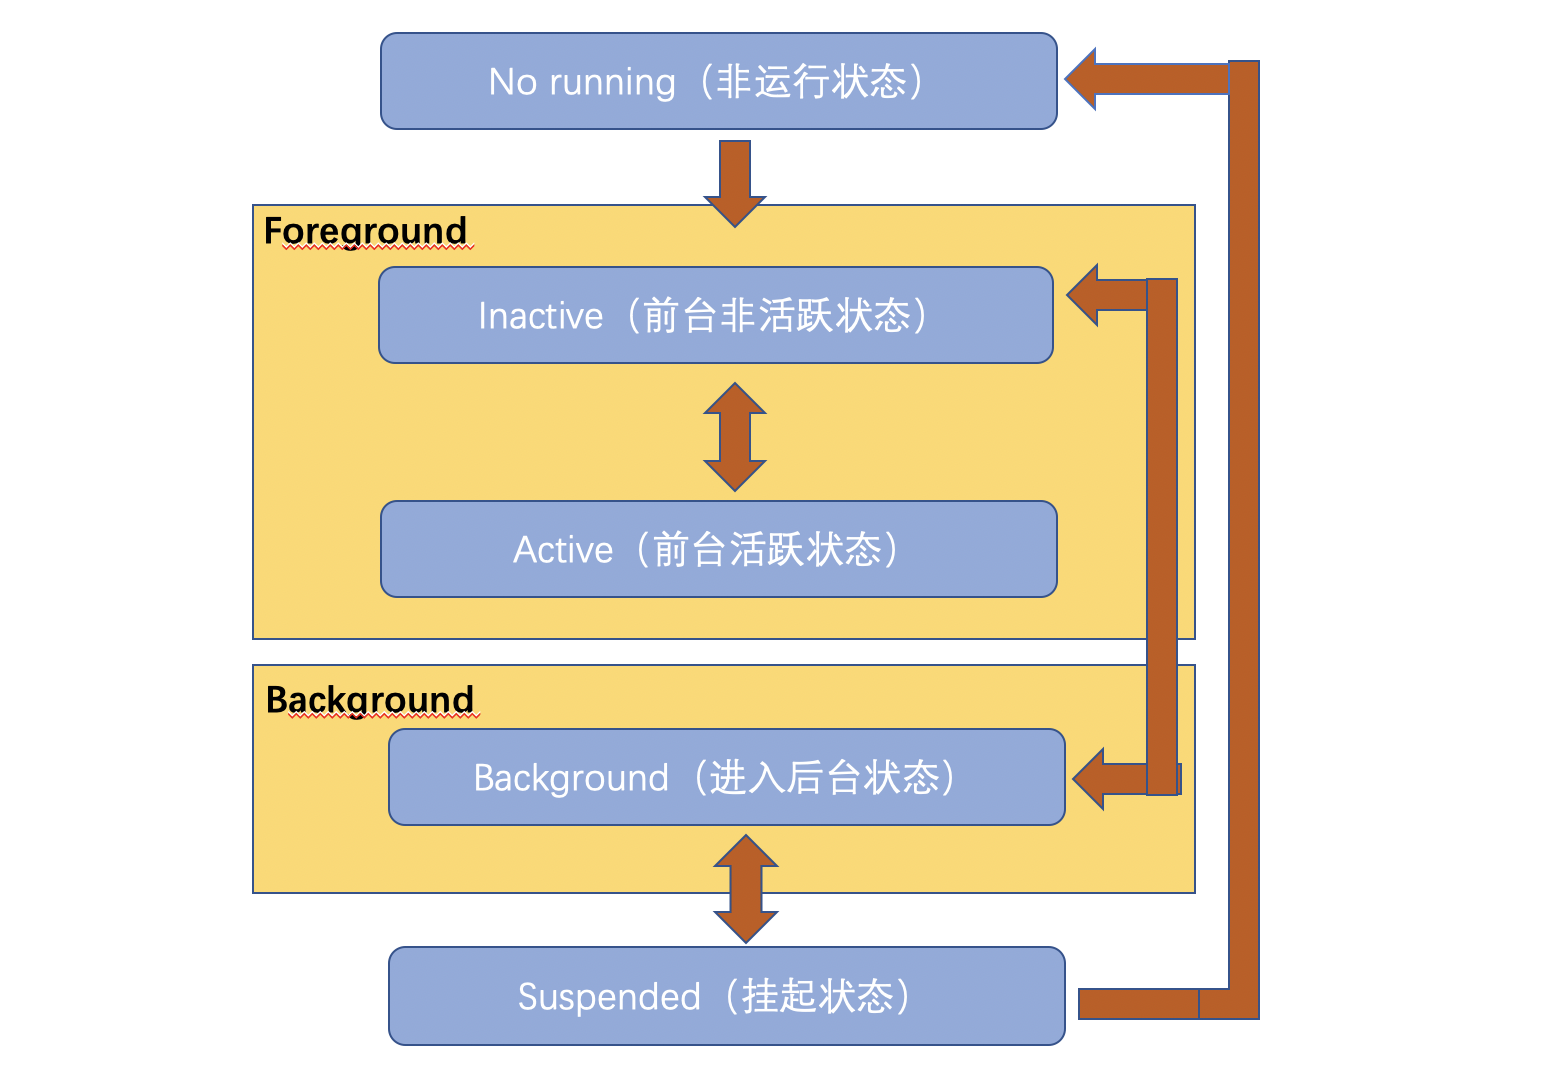 No running（非运行状态）
Foreground
Inactive（前台非活跃状态）
Active（前台活跃状态）
Background
Background（进入后台状态）
Suspended（挂起状态）